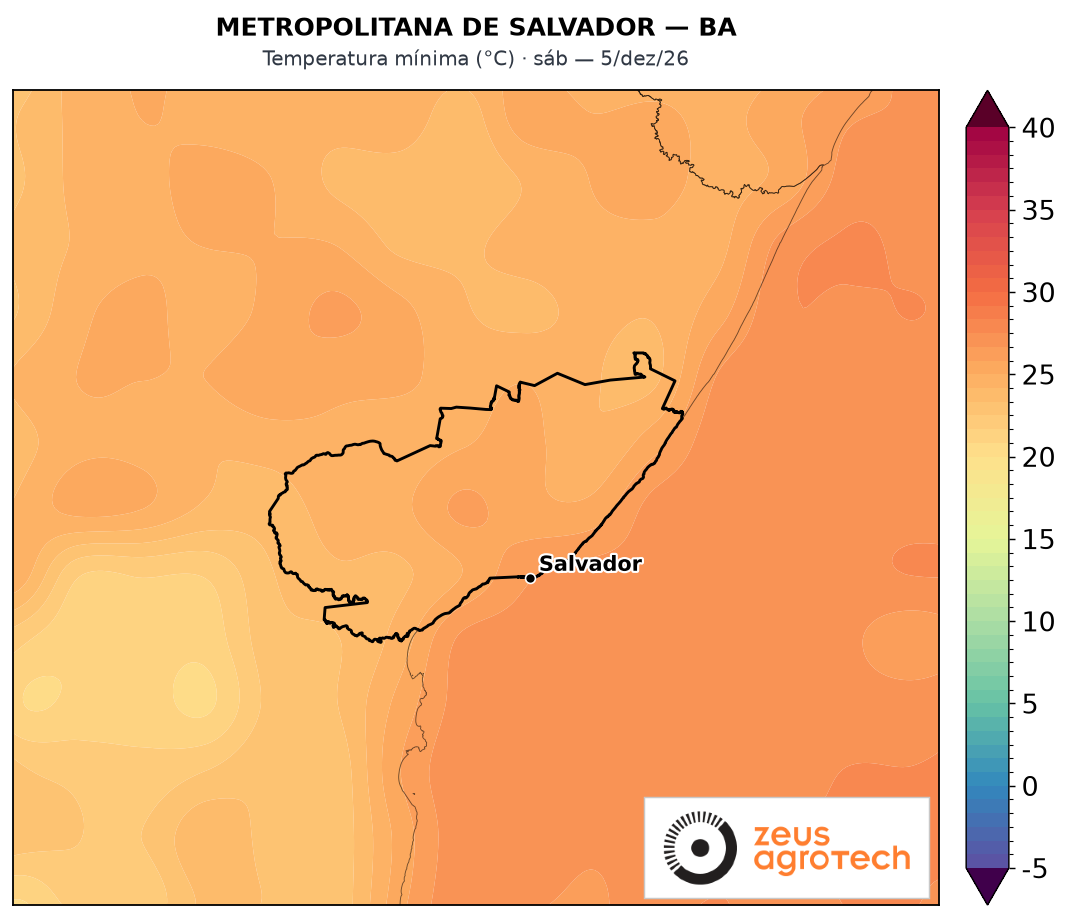 METROPOLITANA DE SALVADOR — BA
Temperatura mínima (°C) · sáb — 5/dez/26
40
35
30
25
20
15
10
5
0
-5
Salvador
zeus
agrotech